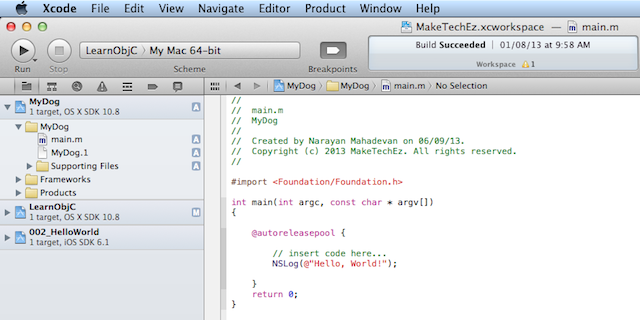 Xcode File Edit View Navigate Editor Product Window Help
MakeTechEz.xcworkspace — main.m
LearnObjC My Mac 64-bit
Build Succeeded | 01/08/13 at 9:58 AM
Run Stop Scheme Breakpoints
Workspace 1
MyDog MyDog main.m No Selection
MyDog A
1 target, OS X SDK 10.8
MyDog
main.m A
MyDog.1 A
Supporting Files A
Frameworks
Products
LearnObjC M
1 target, OS X SDK 10.8
002_HelloWorld
1 target, iOS SDK 6.1
//
// main.m
// MyDog
//
// Created by Narayan Mahadevan on 06/09/13.
// Copyright (c) 2013 MakeTechEz. All rights reserved.
//
#import <Foundation/Foundation.h>
int main(int argc, const char * argv[])
{
@autoreleasepool {
// insert code here...
NSLog(@"Hello, World!");
}
return 0;
}